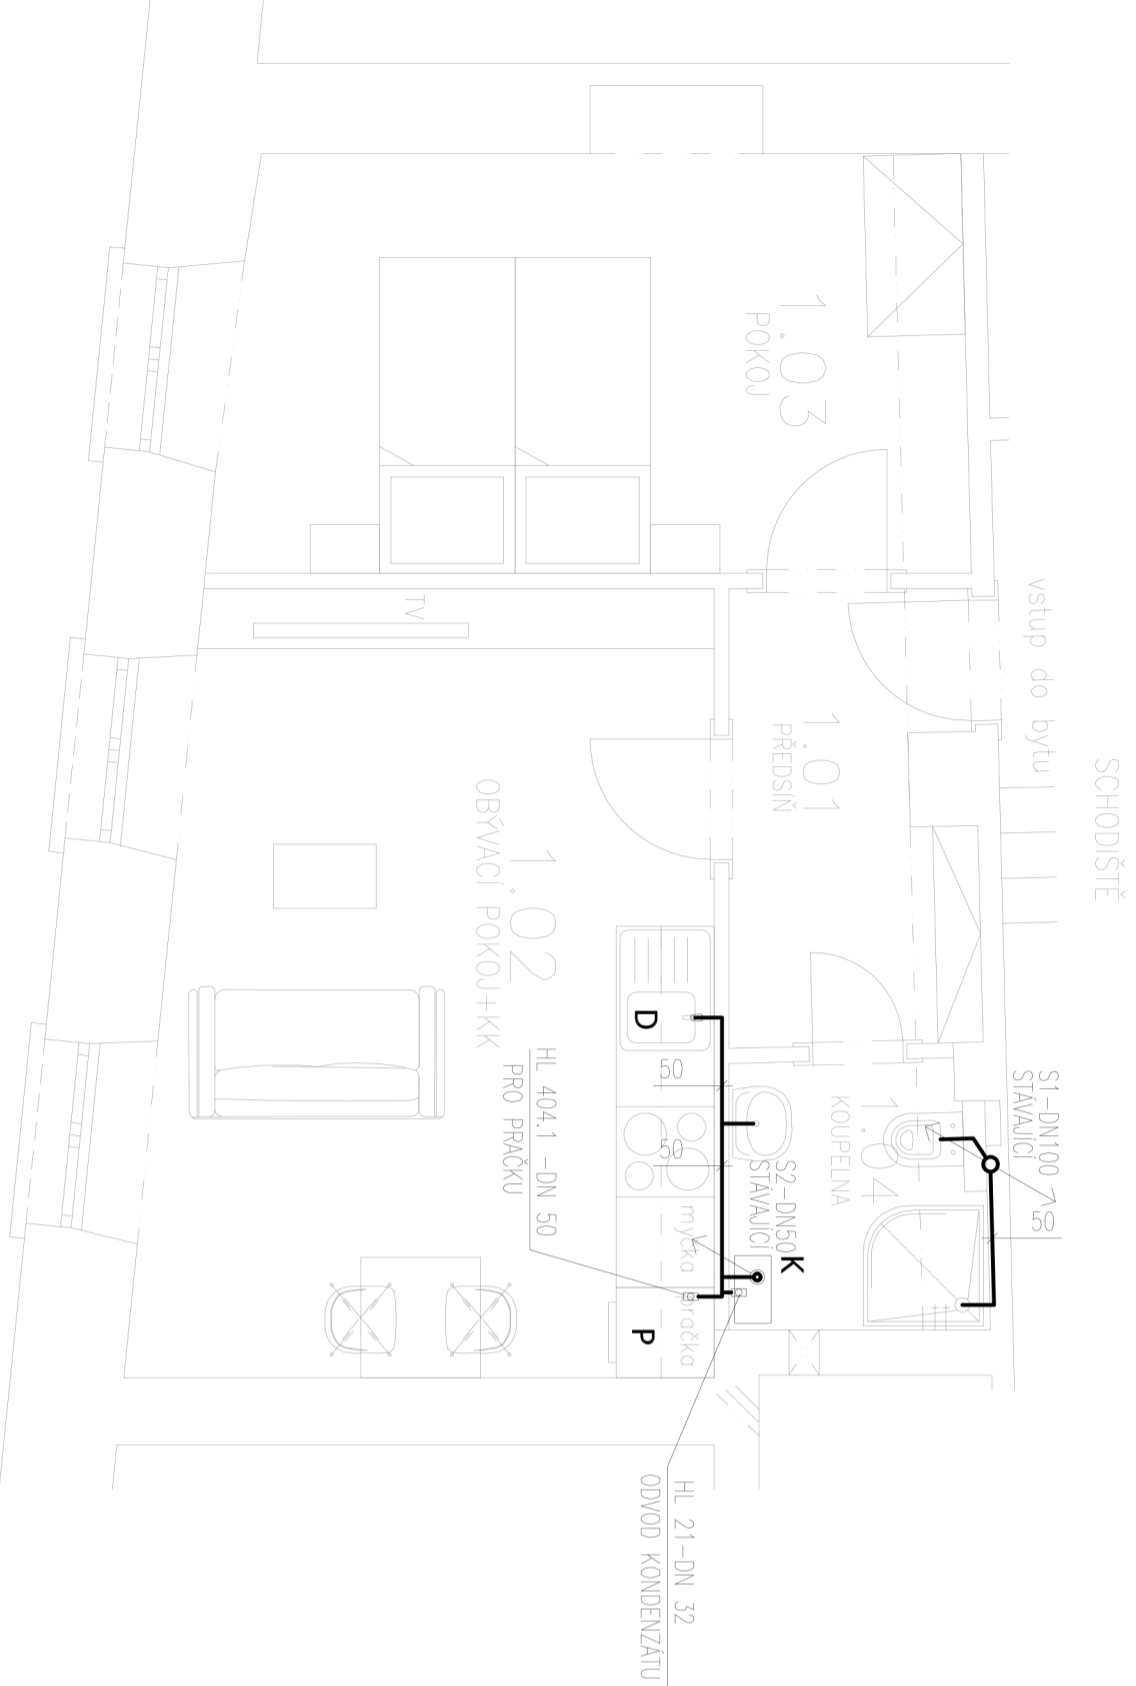 SCHODIŠTĚ
vstup do bytu
1.03
POKOJ
1.01
PŘEDSÍŇ
TV
1.02
OBÝVACÍ POKOJ+KK
1.04
KOUPELNA
S1-DN100
STÁVAJÍCÍ
50
S2-DN50
STÁVAJÍCÍ
K
D
50
50
myčka
pračka
P
HL 404.1 -DN 50
PRO PRAČKU
HL 21-DN 32
ODVOD KONDENZÁTU